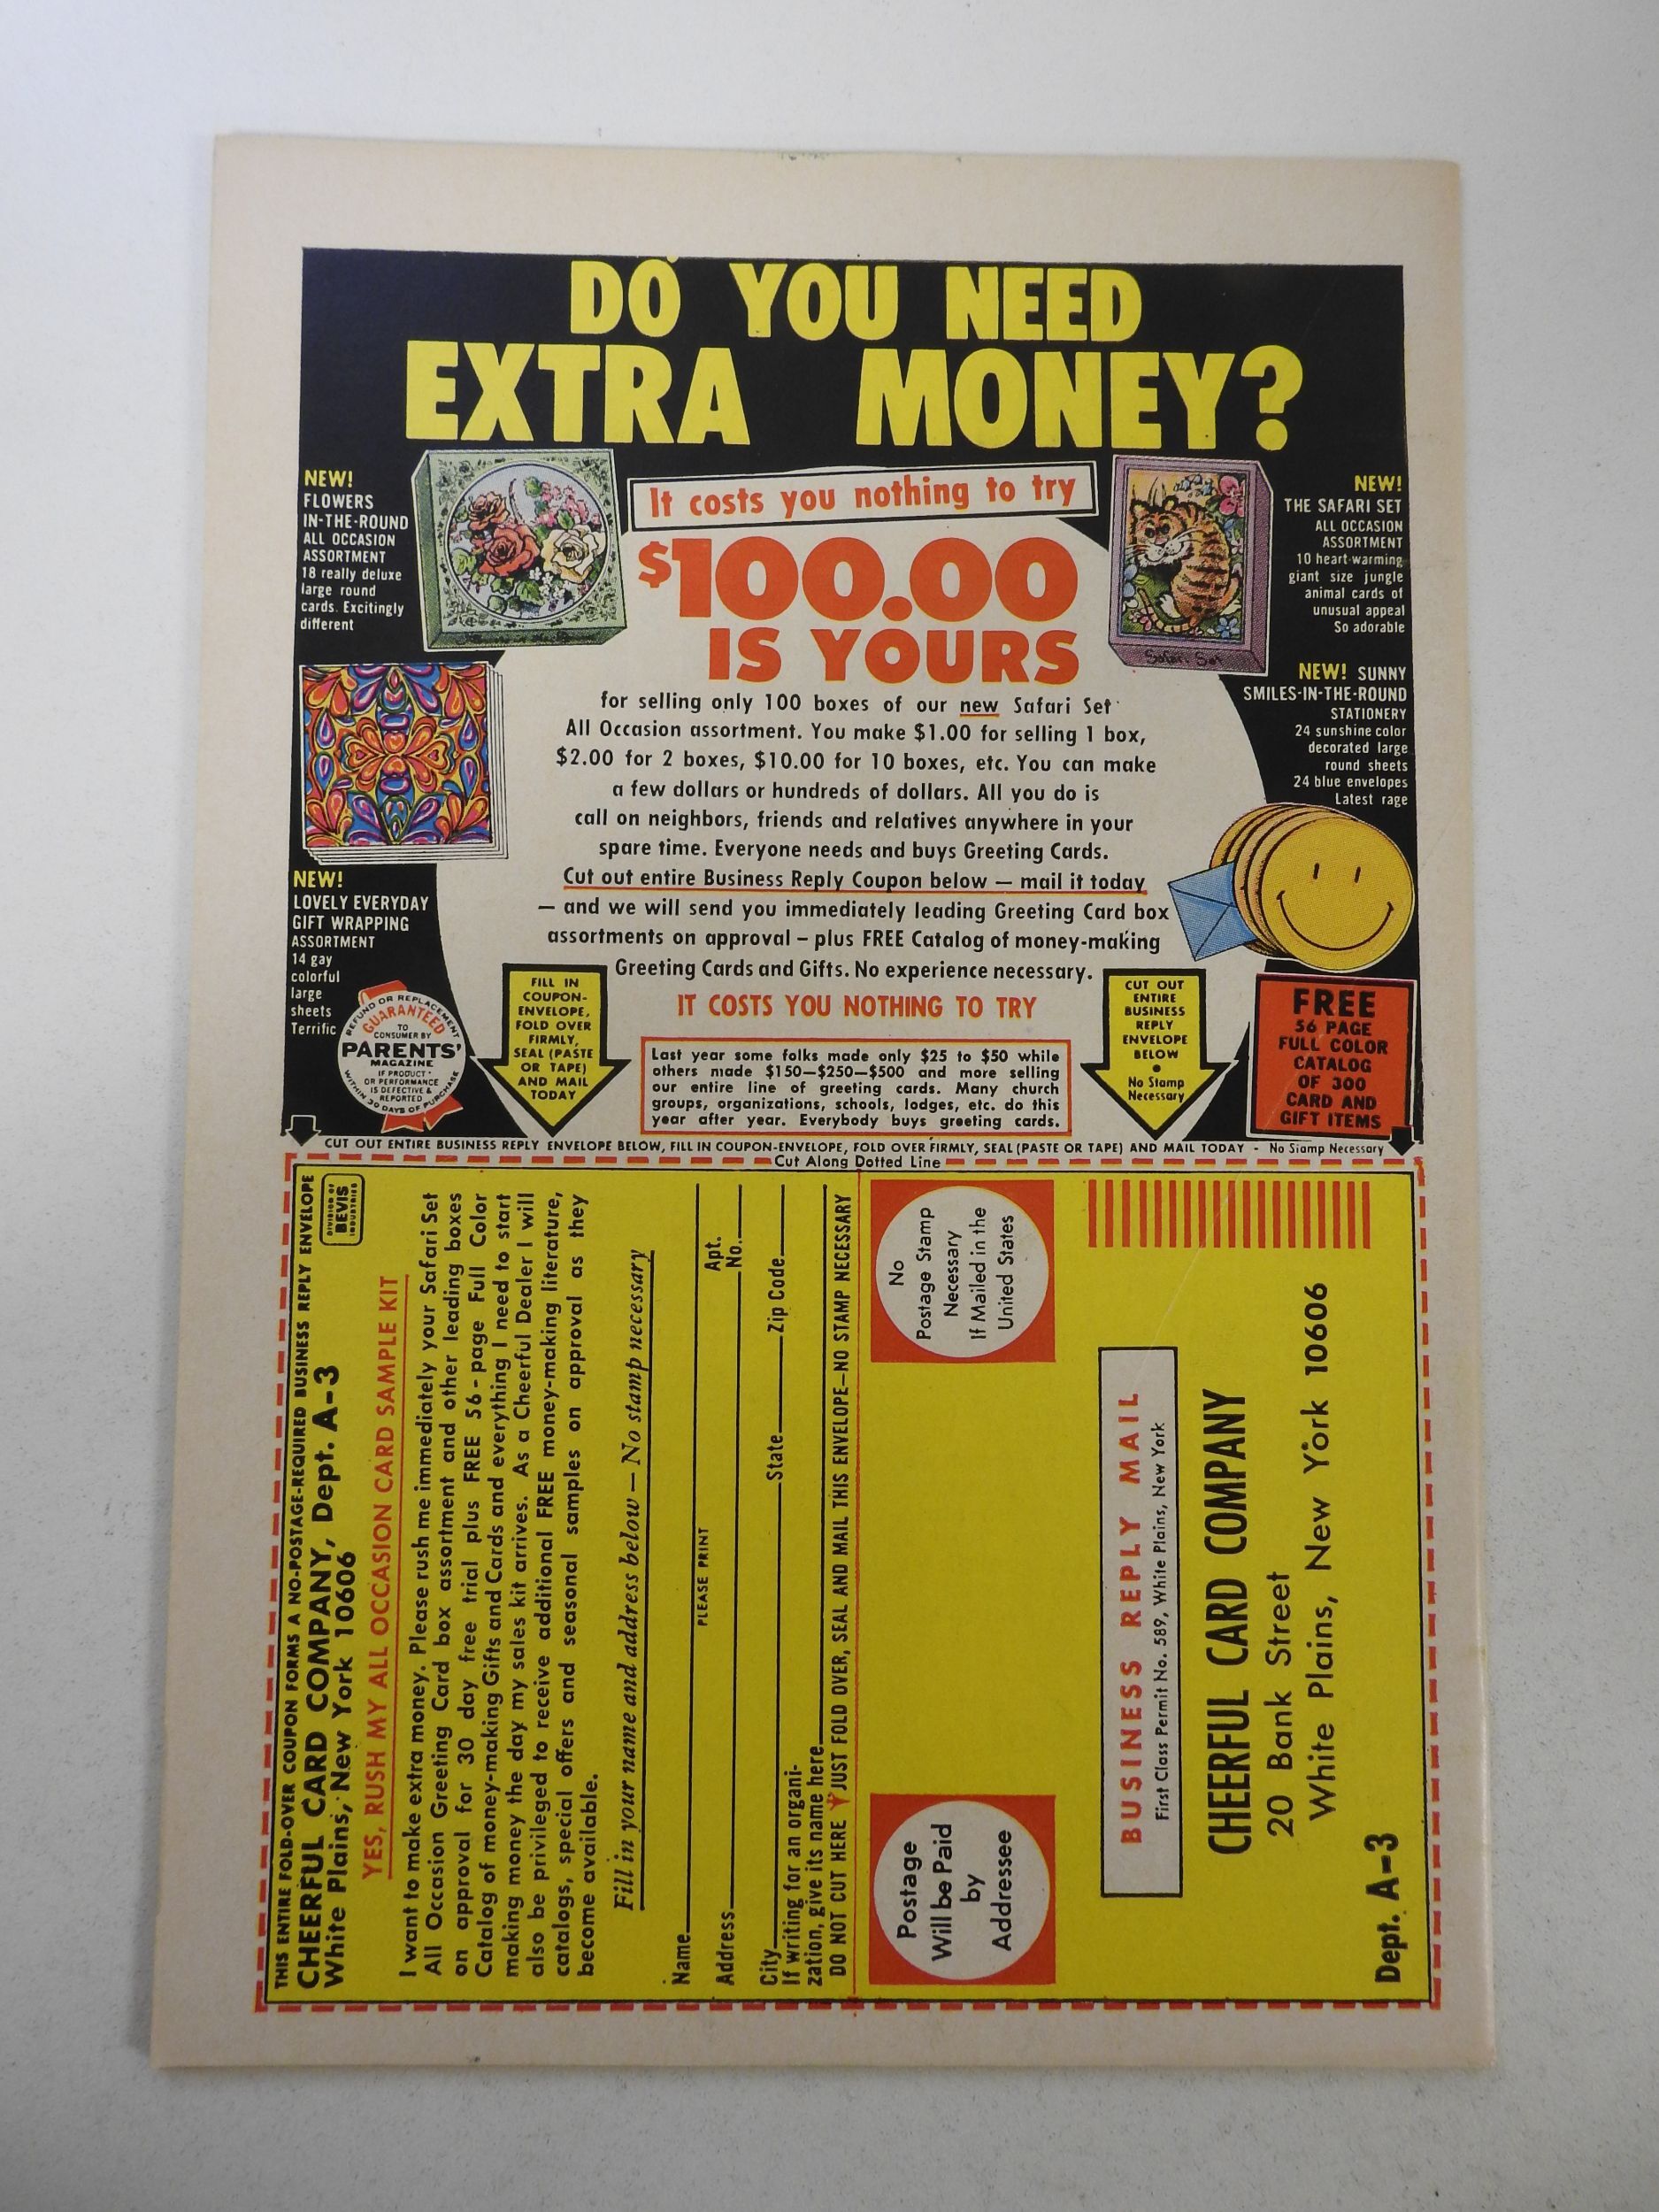 DO YOU NEED
EXTRA MONEY?
NEW!
FLOWERS
IN-THE-ROUND
ALL OCCASION
ASSORTMENT
18 really deluxe
large round
cards. Excitingly
different
It costs you nothing to try
$100.00
IS YOURS
NEW!
THE SAFARI SET
ALL OCCASION
ASSORTMENT
10 heart-warming
giant size jungle
animal cards of
unusual appeal
So adorable
Safari Set
for selling only 100 boxes of our new Safari Set
All Occasion assortment. You make $1.00 for selling 1 box,
$2.00 for 2 boxes, $10.00 for 10 boxes, etc. You can make
a few dollars or hundreds of dollars. All you do is
call on neighbors, friends and relatives anywhere in your
spare time. Everyone needs and buys Greeting Cards.
Cut out entire Business Reply Coupon below — mail it today
— and we will send you immediately leading Greeting Card box
assortments on approval – plus FREE Catalog of money-making
Greeting Cards and Gifts. No experience necessary.
IT COSTS YOU NOTHING TO TRY
NEW! SUNNY
SMILES-IN-THE-ROUND
STATIONERY
24 sunshine color
decorated large
round sheets
24 blue envelopes
Latest rage
NEW!
LOVELY EVERYDAY
GIFT WRAPPING
ASSORTMENT
14 gay
colorful
large
sheets
Terrific
REFUND OR REPLACEMENT
GUARANTEED
TO
CONSUMER BY
PARENTS'
MAGAZINE
IF PRODUCT
OR PERFORMANCE
IS DEFECTIVE &
REPORTED
WITHIN 30 DAYS OF PURCHASE
FILL IN
COUPON-
ENVELOPE,
FOLD OVER
FIRMLY,
SEAL (PASTE
OR TAPE)
AND MAIL
TODAY
Last year some folks made only $25 to $50 while
others made $150—$250—$500 and more selling
our entire line of greeting cards. Many church
groups, organizations, schools, lodges, etc. do this
year after year. Everybody buys greeting cards.
CUT OUT
ENTIRE
BUSINESS
REPLY
ENVELOPE
BELOW
•
No Stamp
Necessary
FREE
56 PAGE
FULL COLOR
CATALOG
OF 300
CARD AND
GIFT ITEMS
CUT OUT ENTIRE BUSINESS REPLY ENVELOPE BELOW, FILL IN COUPON-ENVELOPE, FOLD OVER FIRMLY, SEAL (PASTE OR TAPE) AND MAIL TODAY - No Stamp Necessary
Cut Along Dotted Line
THIS ENTIRE FOLD-OVER COUPON FORMS A NO-POSTAGE-REQUIRED BUSINESS REPLY ENVELOPE
CHEERFUL CARD COMPANY, Dept. A-3
White Plains, New York 10606
DIVISION OF
BEVIS
INDUSTRIES
YES, RUSH MY ALL OCCASION CARD SAMPLE KIT
I want to make extra money. Please rush me immediately your Safari Set
All Occasion Greeting Card box assortment and other leading boxes
on approval for 30 day free trial plus FREE 56-page Full Color
Catalog of money-making Gifts and Cards and everything I need to start
making money the day my sales kit arrives. As a Cheerful Dealer I will
also be privileged to receive additional FREE money-making literature,
catalogs, special offers and seasonal samples on approval as they
become available.
Fill in your name and address below — No stamp necessary
Name
PLEASE PRINT
Address Apt. No.
City State Zip Code
If writing for an organi-
zation, give its name here
DO NOT CUT HERE JUST FOLD OVER, SEAL AND MAIL THIS ENVELOPE—NO STAMP NECESSARY
No
Postage Stamp
Necessary
If Mailed in the
United States
Postage
Will be Paid
by
Addressee
BUSINESS REPLY MAIL
First Class Permit No. 589, White Plains, New York
CHEERFUL CARD COMPANY
20 Bank Street
White Plains, New York 10606
Dept. A-3